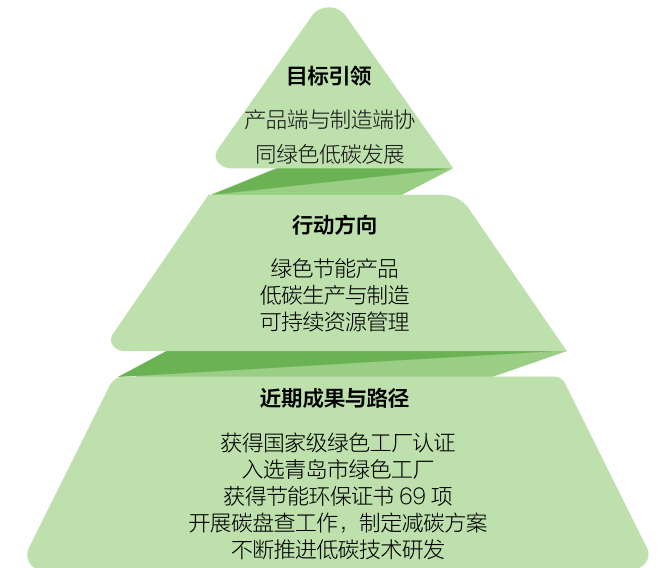 目标引领
产品端与制造端协
同绿色低碳发展
行动方向
绿色节能产品
低碳生产与制造
可持续资源管理
近期成果与路径
获得国家级绿色工厂认证
入选青岛市绿色工厂
获得节能环保证书 69 项
开展碳盘查工作，制定减碳方案
不断推进低碳技术研发